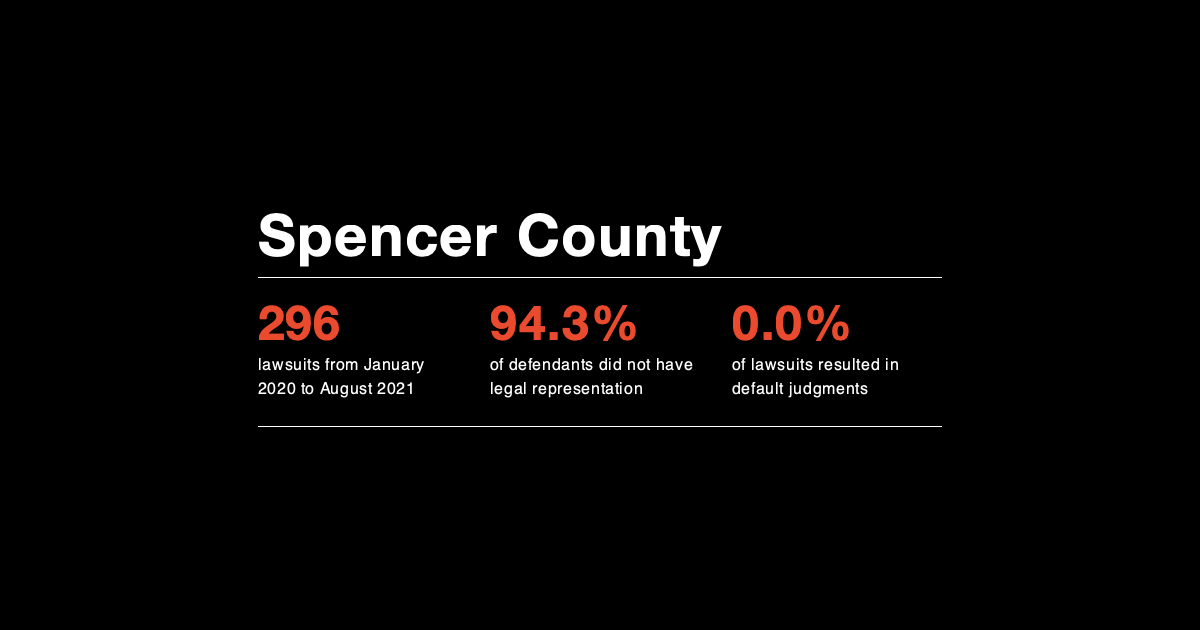 Spencer County
296
lawsuits from January
2020 to August 2021
94.3%
of defendants did not have
legal representation
0.0%
of lawsuits resulted in
default judgments